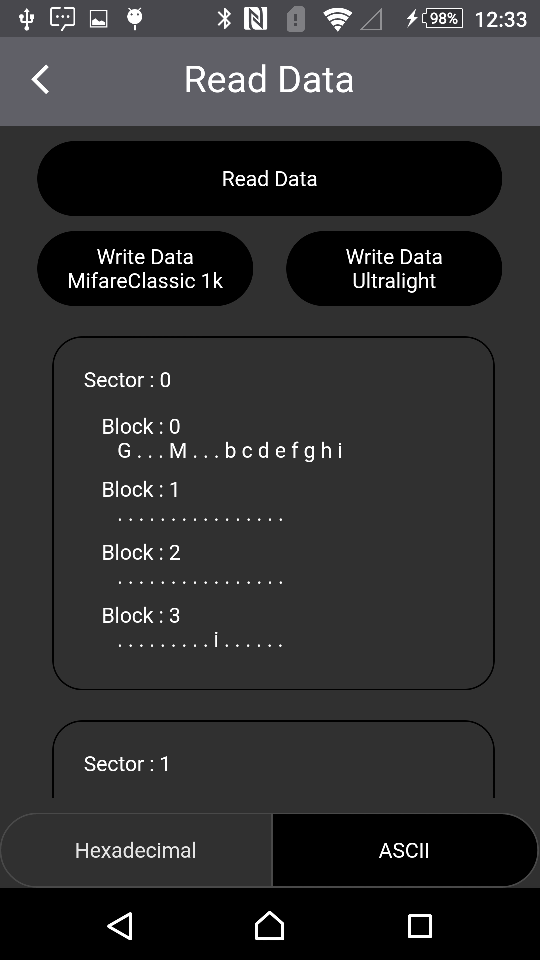 98% 12:33
Read Data
Read Data
Write Data
MifareClassic 1k
Write Data
Ultralight
Sector : 0
Block : 0
G . . . M . . . b c d e f g h i
Block : 1
. . . . . . . . . . . . . . . .
Block : 2
. . . . . . . . . . . . . . . .
Block : 3
. . . . . . . . . i . . . . . .
Sector : 1
Hexadecimal
ASCII